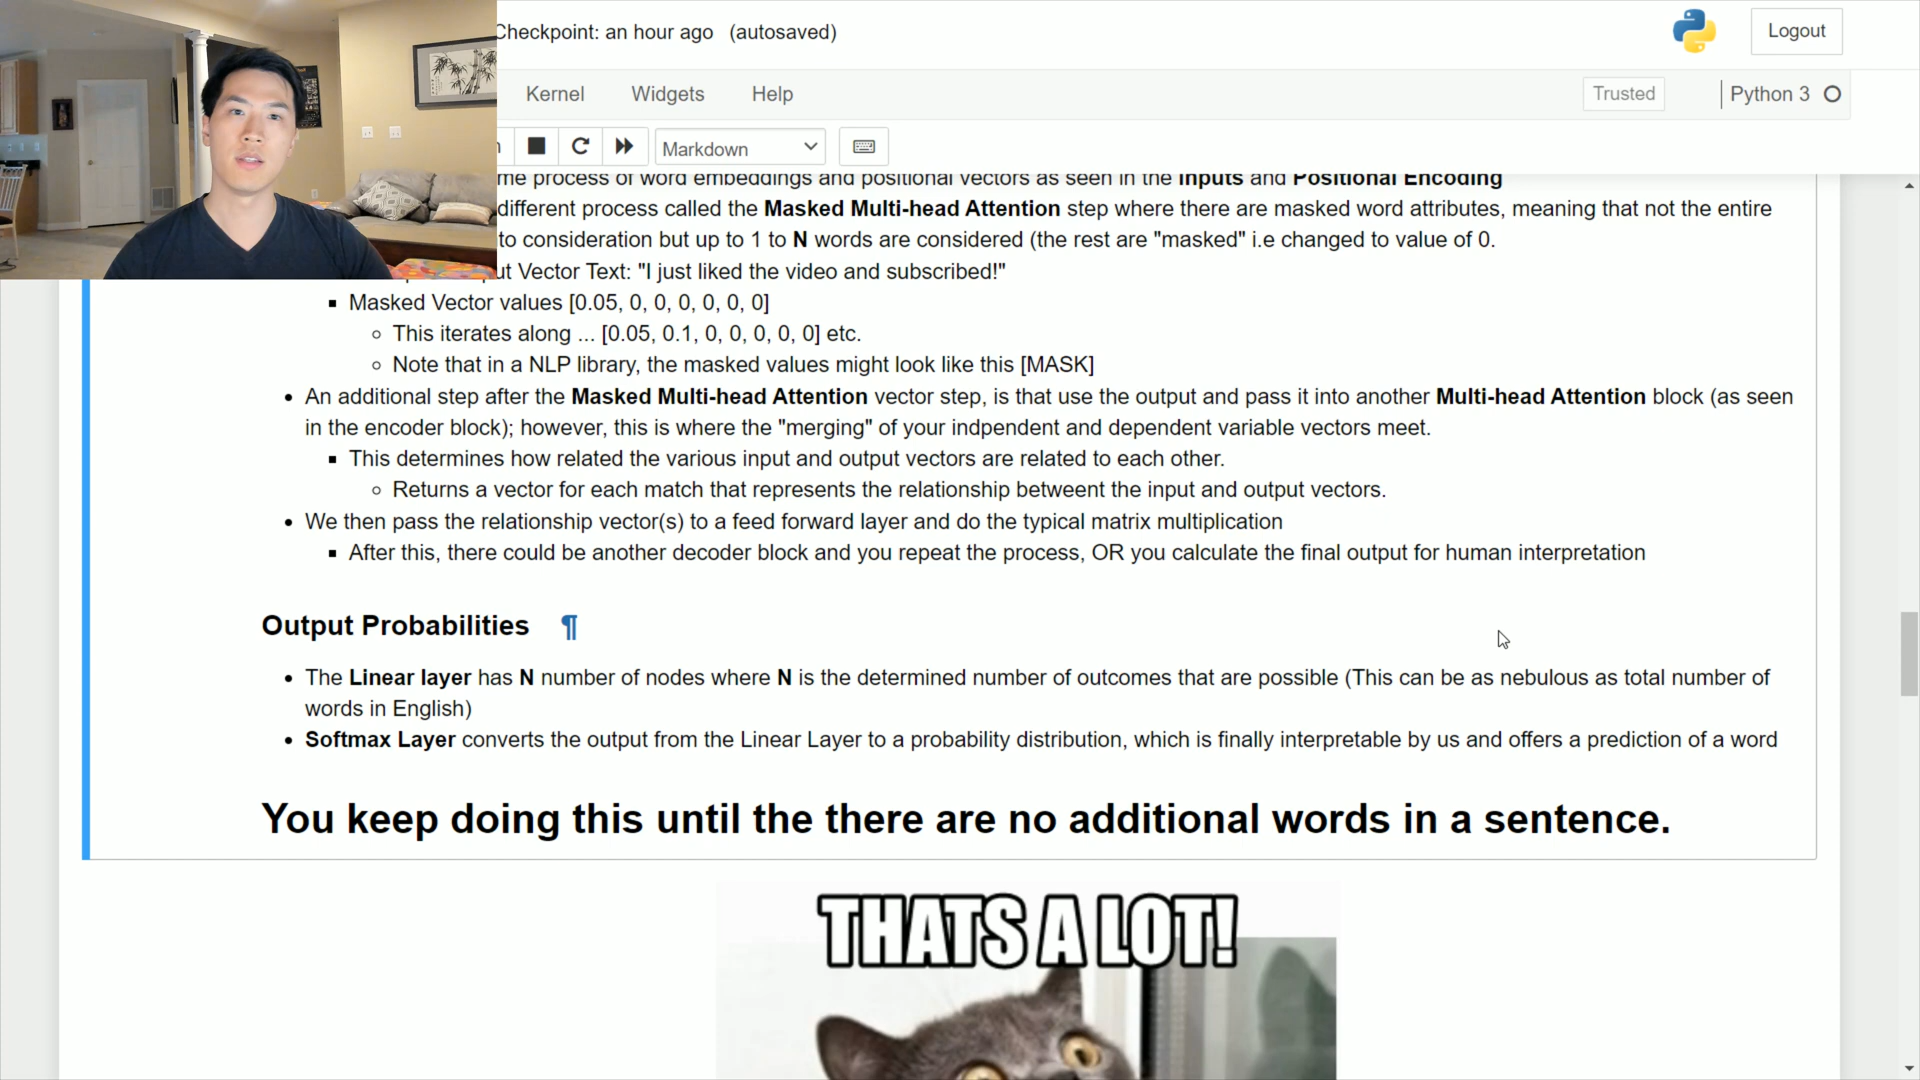 Checkpoint: an hour ago (autosaved)
Logout
Kernel Widgets Help
Trusted
Python 3
Markdown
process of word embeddings and positional vectors as seen in the Inputs and Positional Encoding
different process called the Masked Multi-head Attention step where there are masked word attributes, meaning that not the entire
to consideration but up to 1 to N words are considered (the rest are "masked" i.e changed to value of 0.
Vector Text: "I just liked the video and subscribed!"
Masked Vector values [0.05, 0, 0, 0, 0, 0, 0]
This iterates along ... [0.05, 0.1, 0, 0, 0, 0, 0] etc.
Note that in a NLP library, the masked values might look like this [MASK]
An additional step after the Masked Multi-head Attention vector step, is that use the output and pass it into another Multi-head Attention block (as seen
in the encoder block); however, this is where the "merging" of your indpendent and dependent variable vectors meet.
This determines how related the various input and output vectors are related to each other.
Returns a vector for each match that represents the relationship betweent the input and output vectors.
We then pass the relationship vector(s) to a feed forward layer and do the typical matrix multiplication
After this, there could be another decoder block and you repeat the process, OR you calculate the final output for human interpretation
Output Probabilities ¶
The Linear layer has N number of nodes where N is the determined number of outcomes that are possible (This can be as nebulous as total number of
words in English)
Softmax Layer converts the output from the Linear Layer to a probability distribution, which is finally interpretable by us and offers a prediction of a word
You keep doing this until the there are no additional words in a sentence.
THATS A LOT!